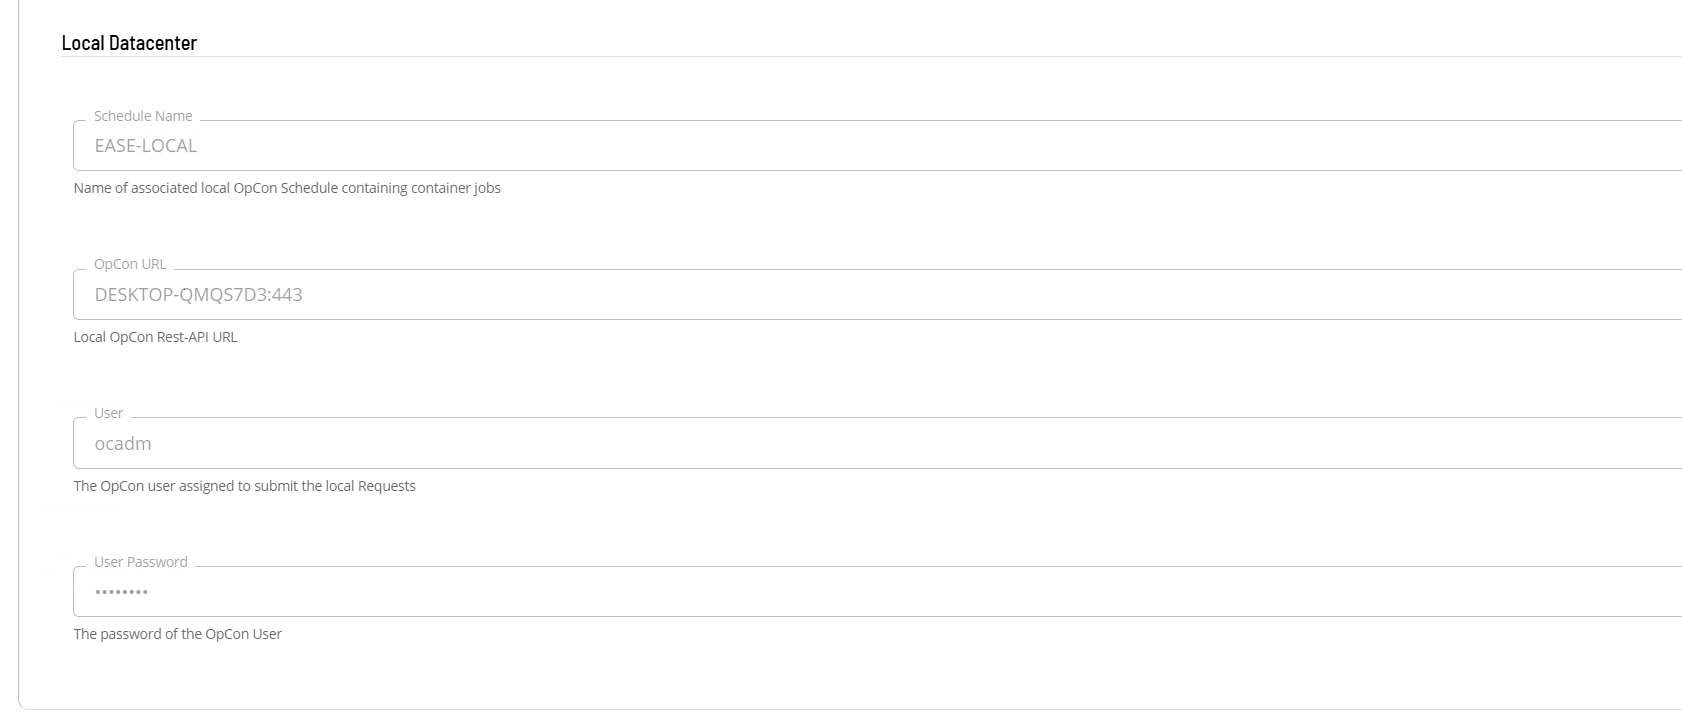 Local Datacenter
Schedule Name
EASE-LOCAL
Name of associated local OpCon Schedule containing container jobs
OpCon URL
DESKTOP-QMQS7D3:443
Local OpCon Rest-API URL
User
ocadm
The OpCon user assigned to submit the local Requests
User Password
••••••••
The password of the OpCon User